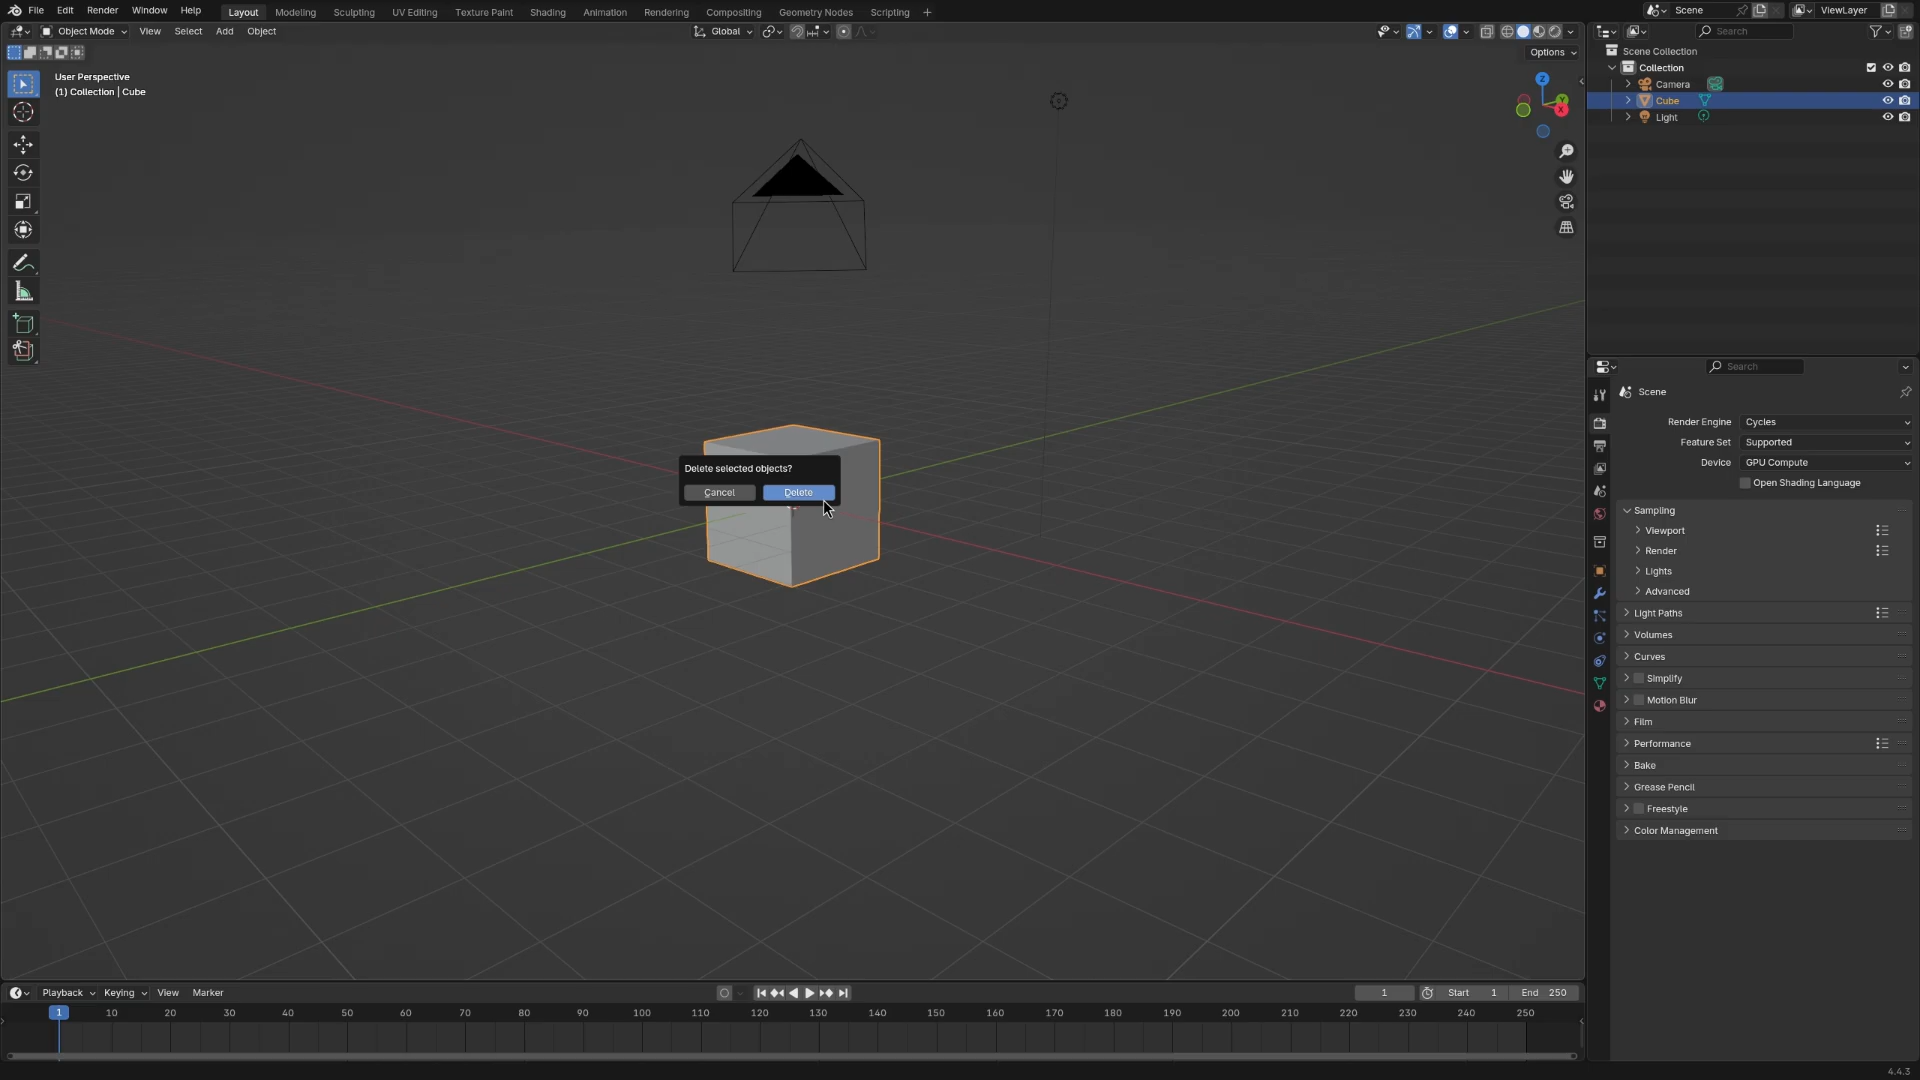 File Edit Render Window Help Layout Modeling Sculpting UV Editing Texture Paint Shading Animation Rendering Compositing Geometry Nodes Scripting + Scene ViewLayer
Object Mode View Select Add Object Global Search
Options
User Perspective
(1) Collection | Cube
Z
Y
X
Scene Collection
Collection
Camera
Cube
Light
Delete selected objects?
Cancel Delete
Search
Scene
Render Engine Cycles
Feature Set Supported
Device GPU Compute
Open Shading Language
Sampling
Viewport
Render
Lights
Advanced
Light Paths
Volumes
Curves
Simplify
Motion Blur
Film
Performance
Bake
Grease Pencil
Freestyle
Color Management
Playback Keying View Marker 1 Start 1 End 250
1 10 20 30 40 50 60 70 80 90 100 110 120 130 140 150 160 170 180 190 200 210 220 230 240 250
4.4.3